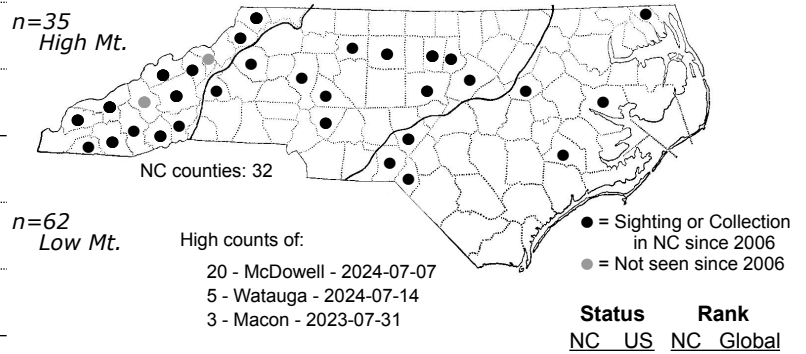 n=35
High Mt.
NC counties: 32
n=62
Low Mt.
High counts of:
20 - McDowell - 2024-07-07
5 - Watauga - 2024-07-14
3 - Macon - 2023-07-31
= Sighting or Collection
in NC since 2006
= Not seen since 2006
Status Rank
NC US NC Global